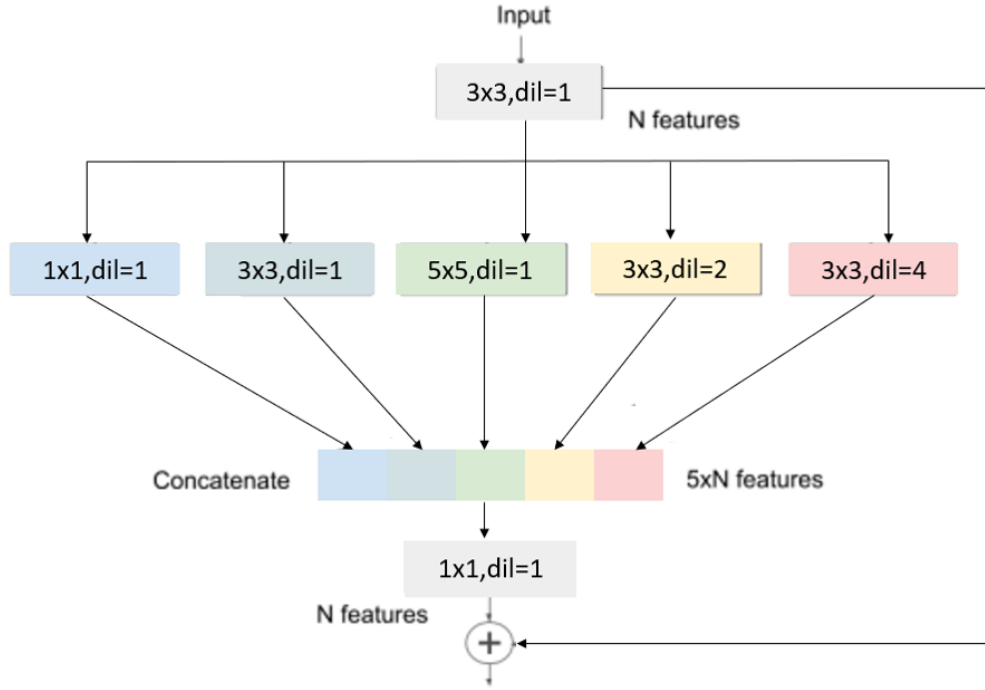 Input
3x3,dil=1
N features
1x1,dil=1
3x3,dil=1
5x5,dil=1
3x3,dil=2
3x3,dil=4
Concatenate
5xN features
1x1,dil=1
N features
+